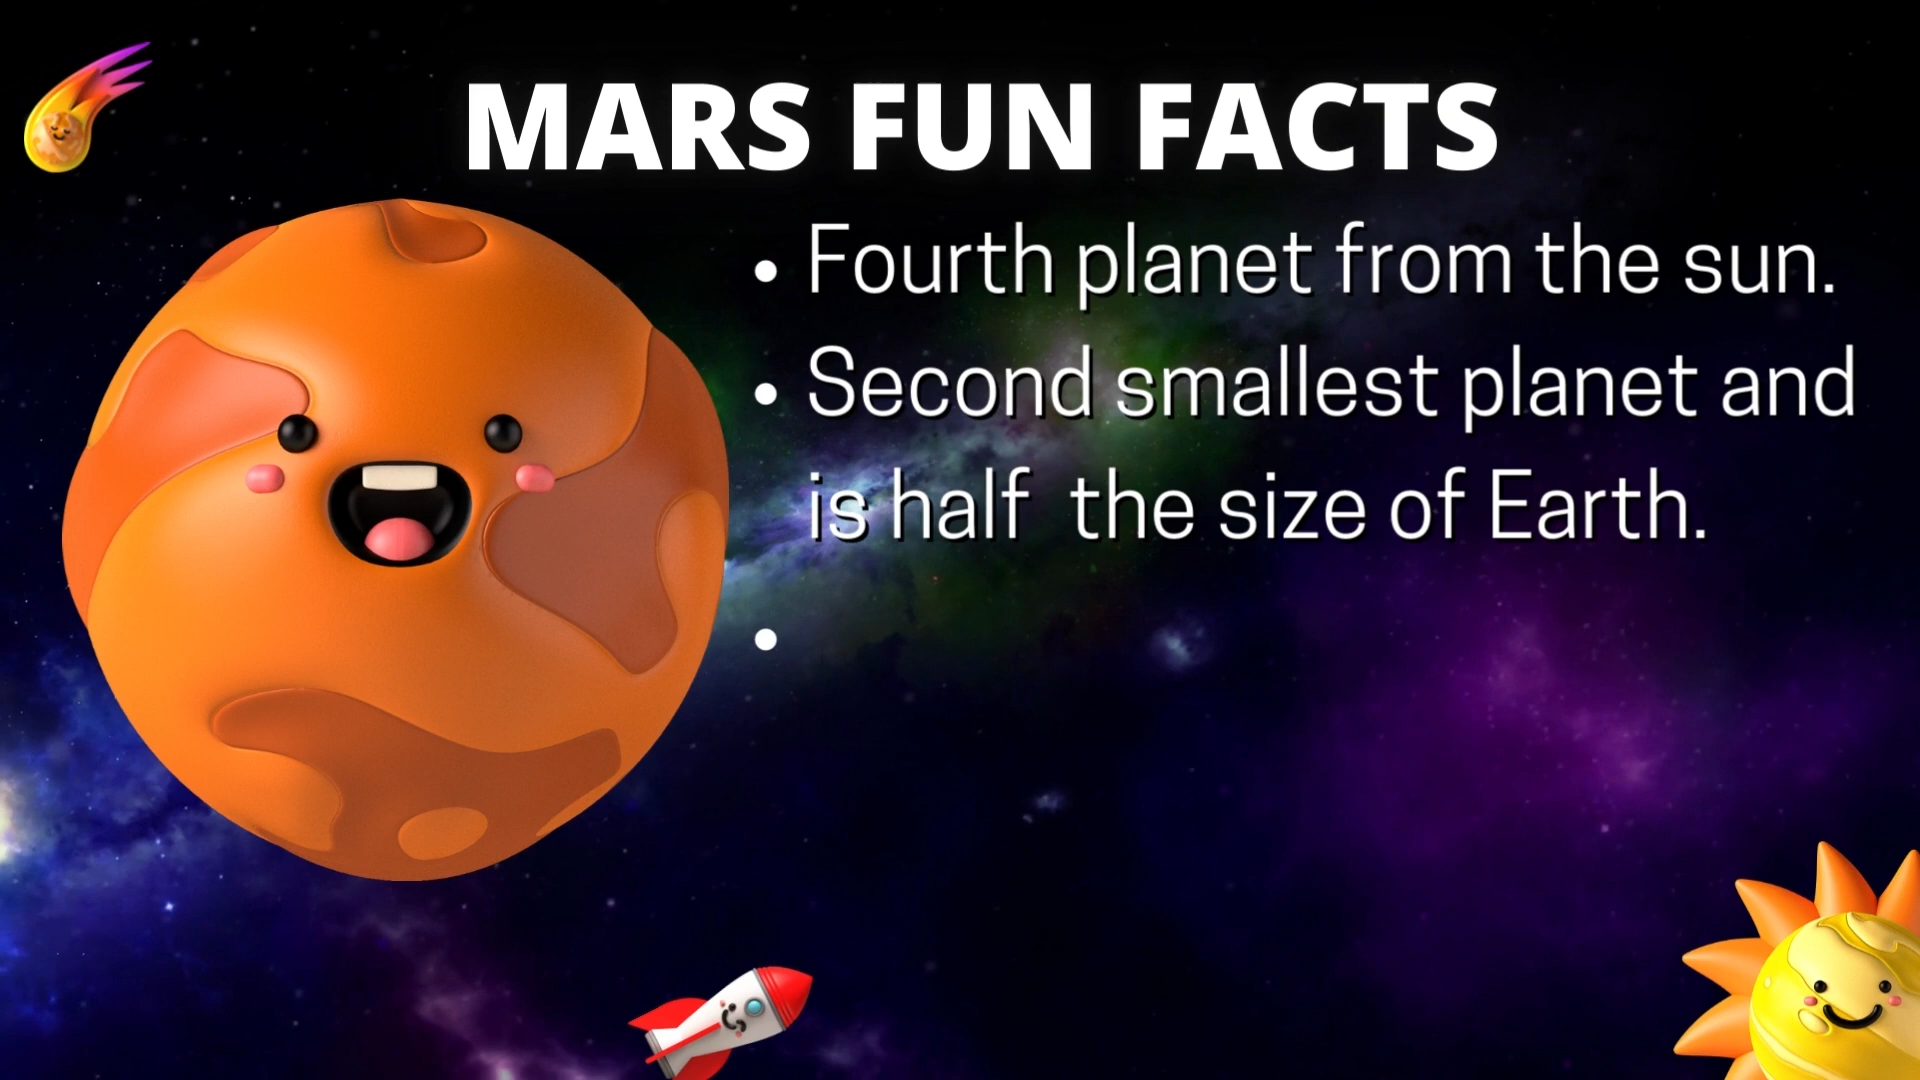 MARS FUN FACTS
• Fourth planet from the sun.
• Second smallest planet and
is half  the size of Earth.
•